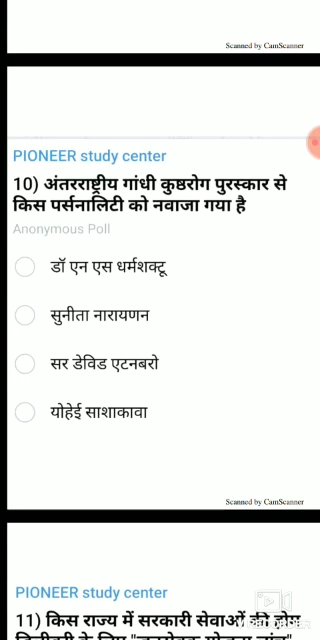 Scanned by CamScanner
PIONEER study center
10) अंतरराष्ट्रीय गांधी कुष्ठरोग पुरस्कार से
किस पर्सनालिटी को नवाजा गया है
Anonymous Poll
डॉ एन एस धर्मशक्टू
सुनीता नारायणन
सर डेविड एटनबरो
योहेई साशाकावा
Scanned by CamScanner
PIONEER study center
11) किस राज्य में सरकारी सेवाओं की